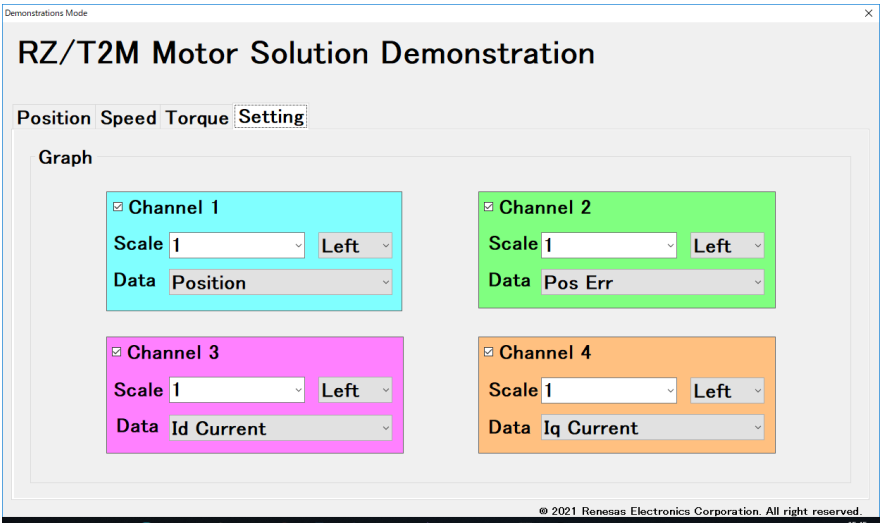 Demonstrations Mode
RZ/T2M Motor Solution Demonstration
Position Speed Torque Setting
Graph
Channel 1
Scale 1 Left
Data Position
Channel 2
Scale 1 Left
Data Pos Err
Channel 3
Scale 1 Left
Data Id Current
Channel 4
Scale 1 Left
Data Iq Current
© 2021 Renesas Electronics Corporation. All right reserved.